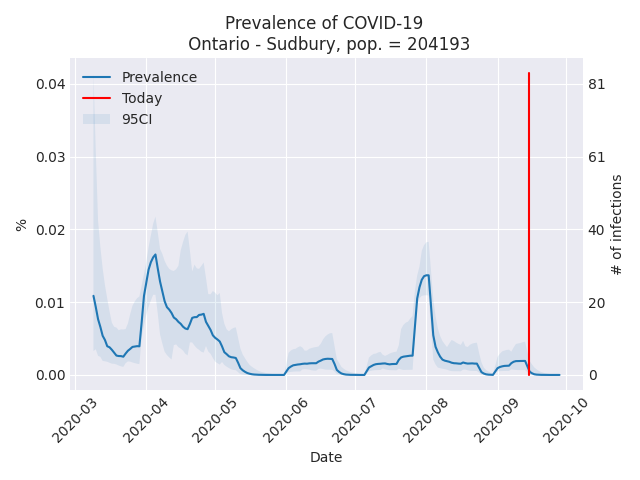 Prevalence of COVID-19
Ontario - Sudbury, pop. = 204193
Prevalence
Today
95CI
0.04
0.03
0.02
0.01
0.00
%
81
61
40
20
0
# of infections
2020-03
2020-04
2020-05
2020-06
2020-07
2020-08
2020-09
2020-10
Date